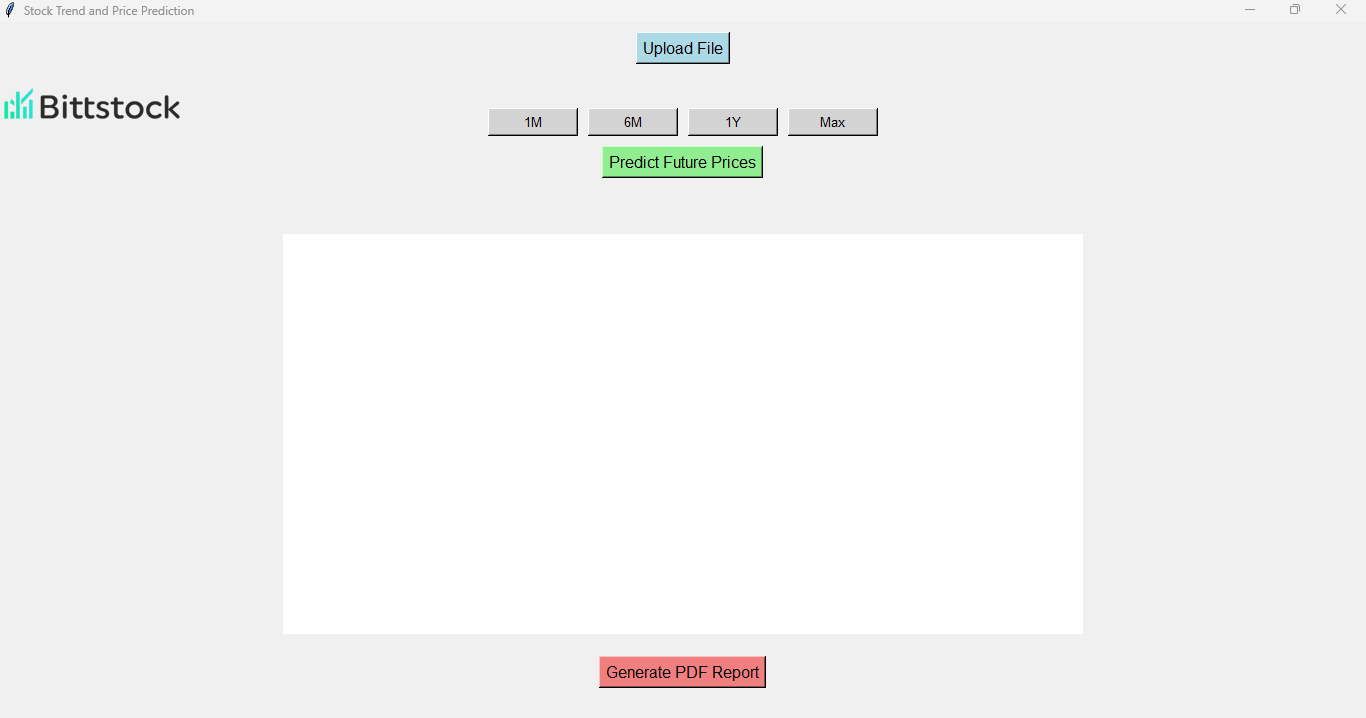 Stock Trend and Price Prediction
Upload File
Bittstock
1M 6M 1Y Max
Predict Future Prices
Generate PDF Report